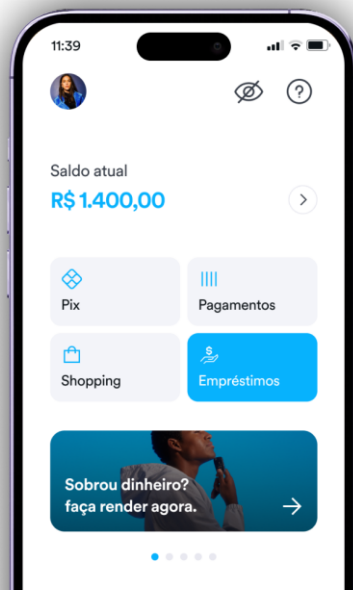 11:39
Saldo atual
R$ 1.400,00
Pix
Pagamentos
Shopping
Empréstimos
Sobrou dinheiro?
faça render agora.